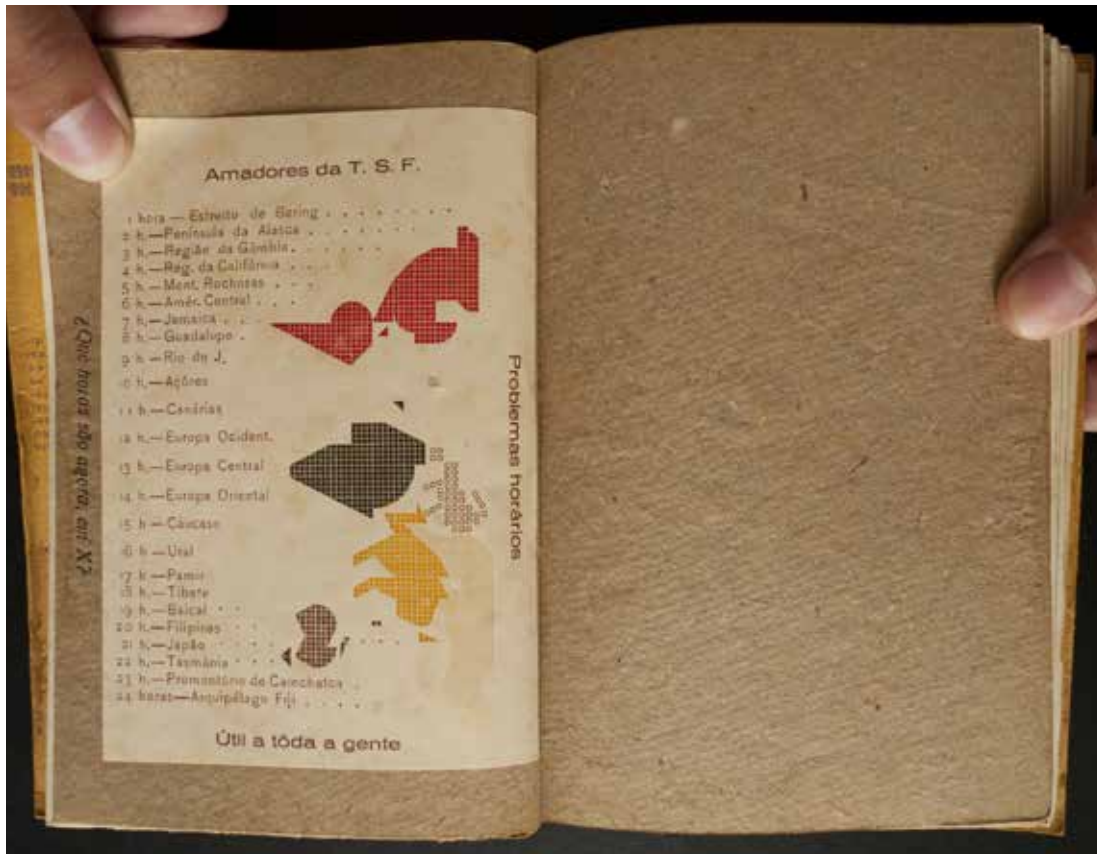 Amadores da T. S. F.
1 hora — Estreito de Bering . . . . . . . .
2 h.—Península da Alasca . . . . . . .
3 h.—Região da Gâmbia . . . . . .
4 h.—Reg. da Califórnia . . . .
5 h.—Mont. Rochosas . . . .
6 h.—Amér. Central . . .
7 h.—Jamaica . . .
8 h.—Guadalupe .
9 h.—Rio de J.
10 h.—Açôres
11 h.—Canárias
12 h.—Europa Ocident.
13 h.—Europa Central
14 h.—Europa Oriental
15 h—Cáucaso
16 h—Ural
17 h—Pamir
18 h.—Tibete
19 h.—Baical . .
20 h.—Filipinas . . .
21 h.—Japão . . .
22 h.—Tasmânia . . . .
23 h.—Promontório de Camchatca .
24 horas—Arquipélago Fiji . . . . .
Útil a tôda a gente
Problemas horários
¿Que horas são agora, em X?